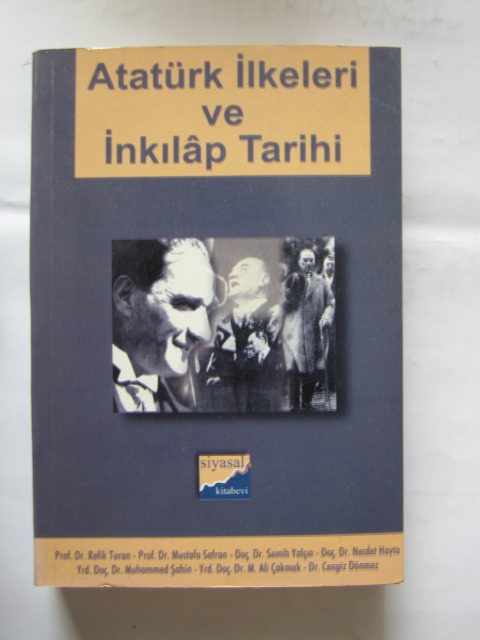 Atatürk İlkeleri
ve
İnkılâp Tarihi
siyasal
kitabevi
Prof. Dr. Refik Turan - Prof. Dr. Mustafa Safran - Doç. Dr. Semih Yalçın - Doç. Dr. Necdet Hayta
Yrd. Doç. Dr. Muhammed Şahin - Yrd. Doç. Dr. M. Ali Çakmak - Dr. Cengiz Dönmez